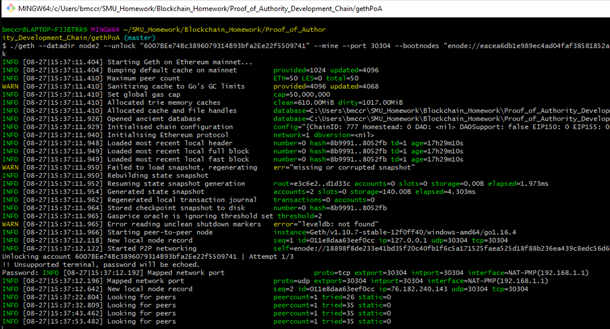 MINGW64:/c/Users/bmccr/SMU_Homework/Blockchain_Homework/Proof_of_Authority_Development_Chain/gethPoA
bmccr@LAPTOP-FJJBTRR9 MINGW64 ~/SMU_Homework/Blockchain_Homework/Proof_of_Author
ity_Development_Chain/gethPoA (master)
$ ./geth --datadir node2 --unlock "6007BEe74Bc3896079314B93bfa2Ee22f5509741" --mine --port 30304 --bootnodes "enode://eacea6db1e989ec4ad04faf38581852a
k
INFO [08-27|15:37:11.404] Starting Geth on Ethereum mainnet...
INFO [08-27|15:37:11.404] Bumping default cache on mainnet provided=1024 updated=4096
INFO [08-27|15:37:11.410] Maximum peer count ETH=50 LES=0 total=50
WARN [08-27|15:37:11.416] Sanitizing cache to Go's GC limits provided=4096 updated=4068
INFO [08-27|15:37:11.416] Set global gas cap cap=50,000,000
INFO [08-27|15:37:11.420] Allocated trie memory caches clean=610.00MiB dirty=1017.00MiB
INFO [08-27|15:37:11.420] Allocated cache and file handles database=C:\Users\bmccr\SMU_Homework\Blockchain_Homework\Proof_of_Authority_Develop
INFO [08-27|15:37:11.926] Opened ancient database database=C:\Users\bmccr\SMU_Homework\Blockchain_Homework\Proof_of_Authority_Develop
INFO [08-27|15:37:11.929] Initialised chain configuration config="{ChainID: 777 Homestead: 0 DAO: <nil> DAOSupport: false EIP150: 0 EIP155: 0
INFO [08-27|15:37:11.940] Initialising Ethereum protocol network=1 dbversion=<nil>
INFO [08-27|15:37:11.948] Loaded most recent local header number=0 hash=8b9991..8052fb td=1 age=17h29m10s
INFO [08-27|15:37:11.949] Loaded most recent local full block number=0 hash=8b9991..8052fb td=1 age=17h29m10s
INFO [08-27|15:37:11.949] Loaded most recent local fast block number=0 hash=8b9991..8052fb td=1 age=17h29m10s
WARN [08-27|15:37:11.950] Failed to load snapshot, regenerating err="missing or corrupted snapshot"
INFO [08-27|15:37:11.950] Rebuilding state snapshot
INFO [08-27|15:37:11.952] Resuming state snapshot generation root=e3c6e2..d1d33c accounts=0 slots=0 storage=0.00B elapsed=1.973ms
INFO [08-27|15:37:11.954] Generated state snapshot accounts=2 slots=0 storage=140.00B elapsed=4.303ms
INFO [08-27|15:37:11.962] Regenerated local transaction journal transactions=0 accounts=0
INFO [08-27|15:37:11.974] Stored checkpoint snapshot to disk number=0 hash=8b9991..8052fb
INFO [08-27|15:37:11.975] Gasprice oracle is ignoring threshold set threshold=2
WARN [08-27|15:37:11.976] Error reading unclean shutdown markers err="leveldb: not found"
INFO [08-27|15:37:11.976] Starting peer-to-peer node instance=Geth/v1.10.7-stable-12f0ff40/windows-amd64/go1.16.4
INFO [08-27|15:37:12.118] New local node record seq=1 id=011e8daa63eef0cc ip=127.0.0.1 udp=30304 tcp=30304
INFO [08-27|15:37:12.122] Started P2P networking
Unlocking account 6007BEe74Bc3896079314B93bfa2Ee22f5509741 | Attempt 1/3
!! Unsupported terminal, password will be echoed.
Password: INFO [08-27|15:37:12.192] Mapped network port proto=tcp extport=30304 intport=30304 interface=NAT-PMP(192.168.1.1)
INFO [08-27|15:37:12.196] Mapped network port proto=udp extport=30304 intport=30304 interface=NAT-PMP(192.168.1.1)
INFO [08-27|15:37:12.642] New local node record seq=2 id=011e8daa63eef0cc ip=76.182.240.143 udp=30304 tcp=30304
INFO [08-27|15:37:22.804] Looking for peers peercount=1 tried=26 static=0
INFO [08-27|15:37:32.809] Looking for peers peercount=1 tried=35 static=0
INFO [08-27|15:37:43.462] Looking for peers peercount=1 tried=35 static=0
INFO [08-27|15:37:53.482] Looking for peers peercount=1 tried=35 static=0